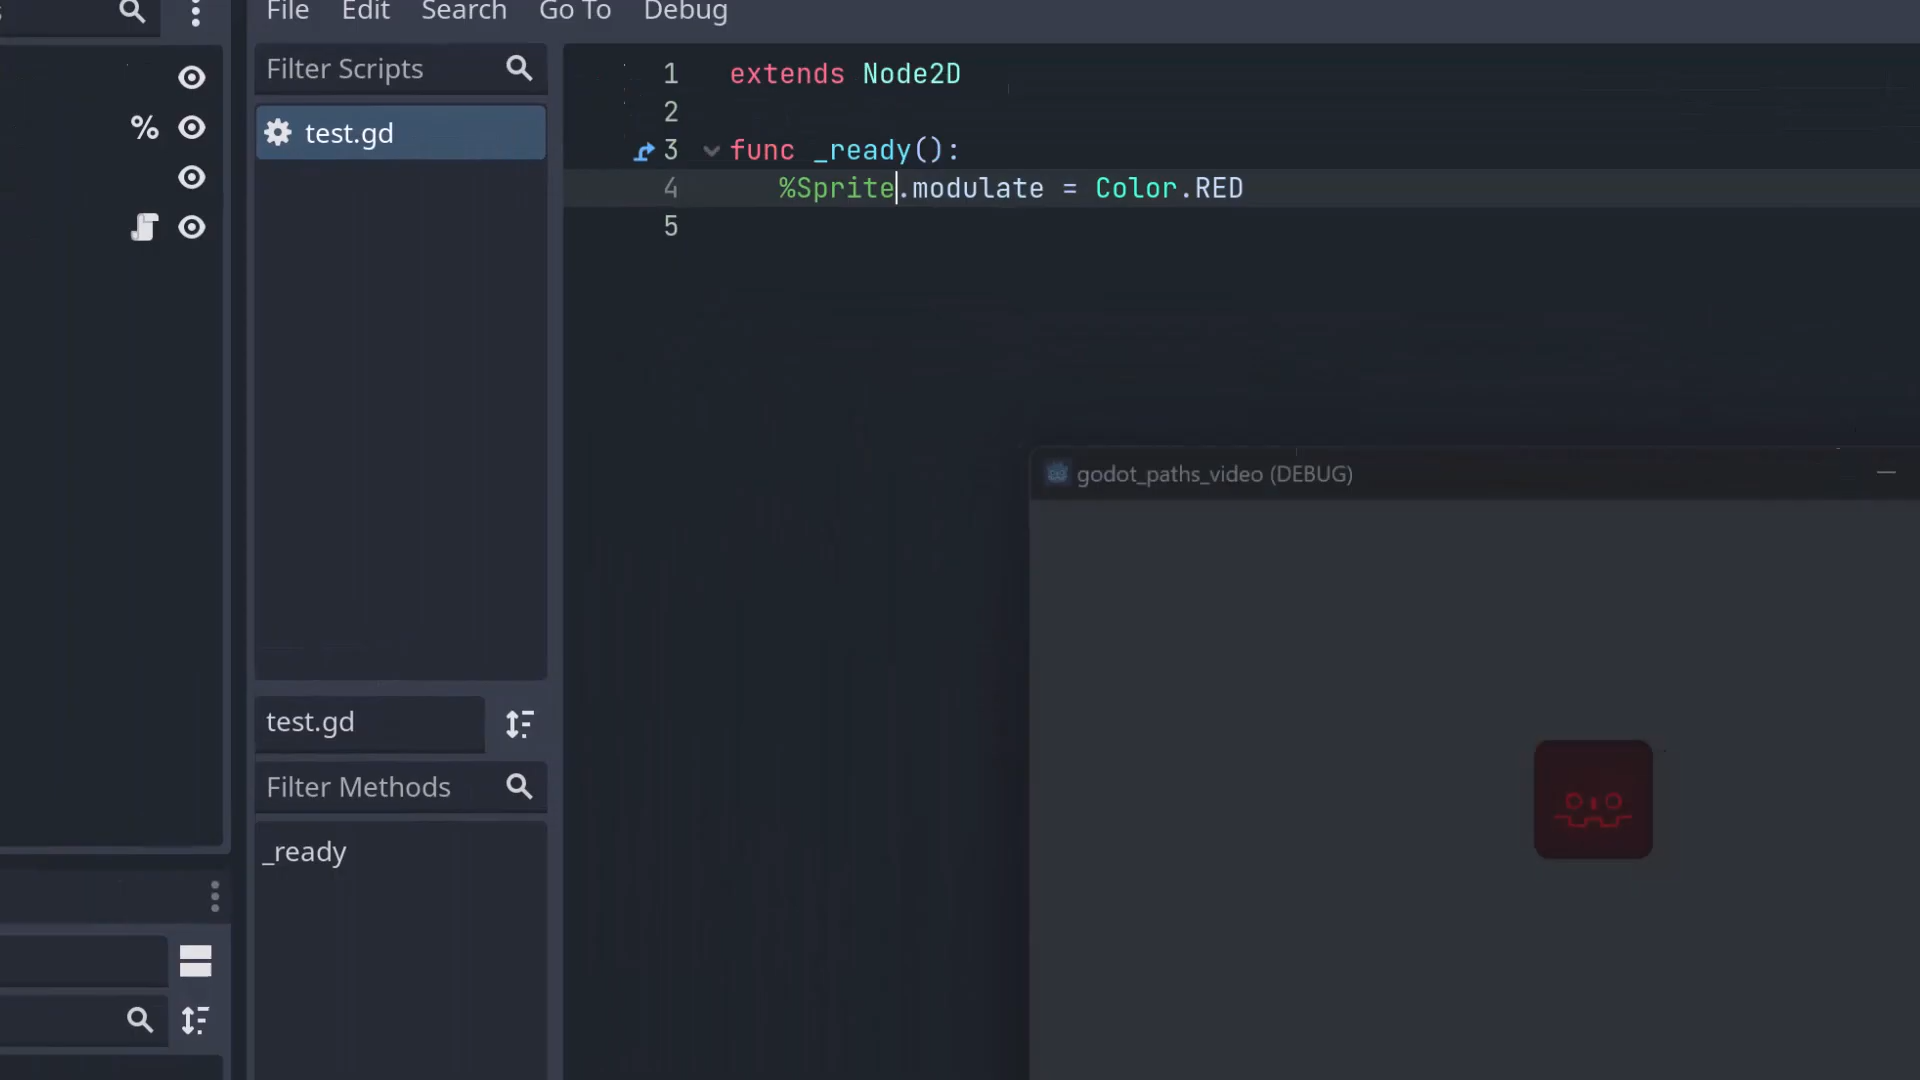 File Edit Search Go To Debug
Filter Scripts
test.gd
1 extends Node2D
2
3 func _ready():
4 %Sprite.modulate = Color.RED
5
%
godot_paths_video (DEBUG)
test.gd
Filter Methods
_ready